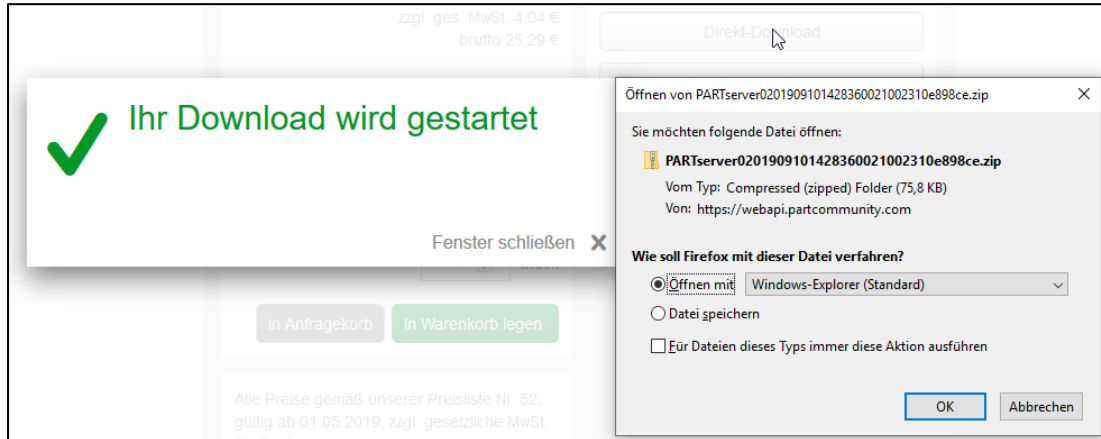 zzgl. ges. MwSt. 4,04 €
brutto 25,29 €
Direkt-Download
Ihr Download wird gestartet
Fenster schließen
in Anfragekorb
In Warenkorb legen
Alle Preise gemäß unserer Preisliste Nr. 52,
gültig ab 01.05.2019, zzgl. gesetzliche MwSt.
Öffnen von PARTserver0201909101428360021002310e898ce.zip
Sie möchten folgende Datei öffnen:
PARTserver0201909101428360021002310e898ce.zip
Vom Typ: Compressed (zipped) Folder (75,8 KB)
Von: https://webapi.partcommunity.com
Wie soll Firefox mit dieser Datei verfahren?
Öffnen mit Windows-Explorer (Standard)
Datei speichern
Für Dateien dieses Typs immer diese Aktion ausführen
OK Abbrechen